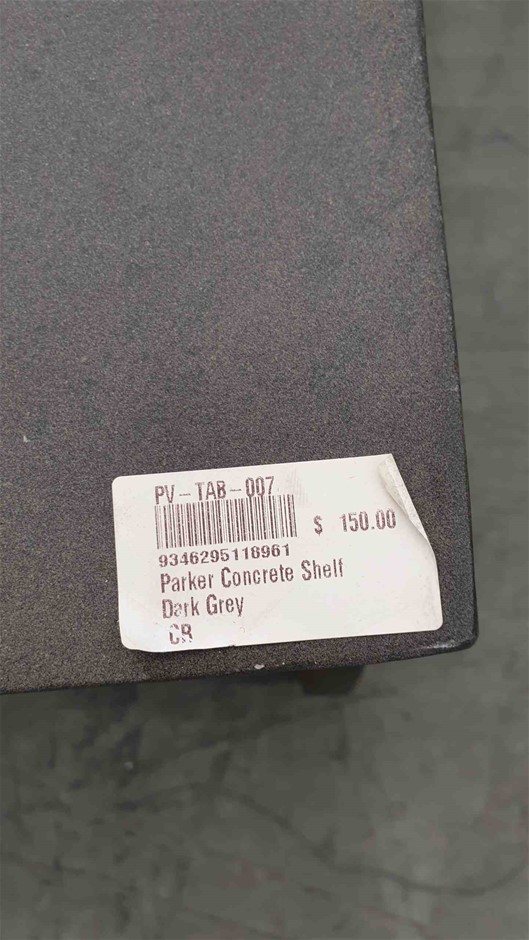 PV-TAB-007
$ 150.00
9346295118961
Parker Concrete Shelf
Dark Grey
CR